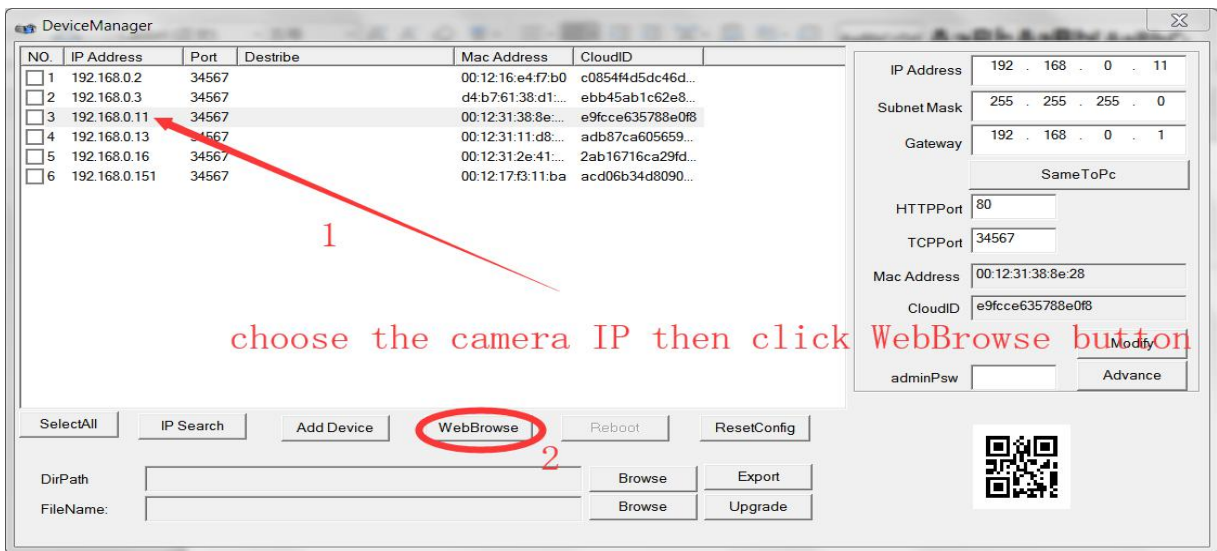 DeviceManager
NO. IP Address Port Destribe Mac Address CloudID
1 192.168.0.2 34567 00:12:16:e4:f7:b0 c0854f4d5dc46d...
2 192.168.0.3 34567 d4:b7:61:38:d1:... ebb45ab1c62e8...
3 192.168.0.11 34567 00:12:31:38:8e:... e9fcce635788e0f8
4 192.168.0.13 34567 00:12:31:11:d8:... adb87ca605659...
5 192.168.0.16 34567 00:12:31:2e:41:... 2ab16716ca29fd...
6 192.168.0.151 34567 00:12:17:f3:11:ba acd06b34d8090...
1
choose the camera IP then click WebBrowse button
IP Address 192 . 168 . 0 . 11
Subnet Mask 255 . 255 . 255 . 0
Gateway 192 . 168 . 0 . 1
SameToPc
HTTPPort 80
TCPPort 34567
Mac Address 00:12:31:38:8e:28
CloudID e9fcce635788e0f8
Modify
adminPsw Advance
SelectAll IP Search Add Device WebBrowse Reboot ResetConfig
2
DirPath Browse Export
FileName: Browse Upgrade